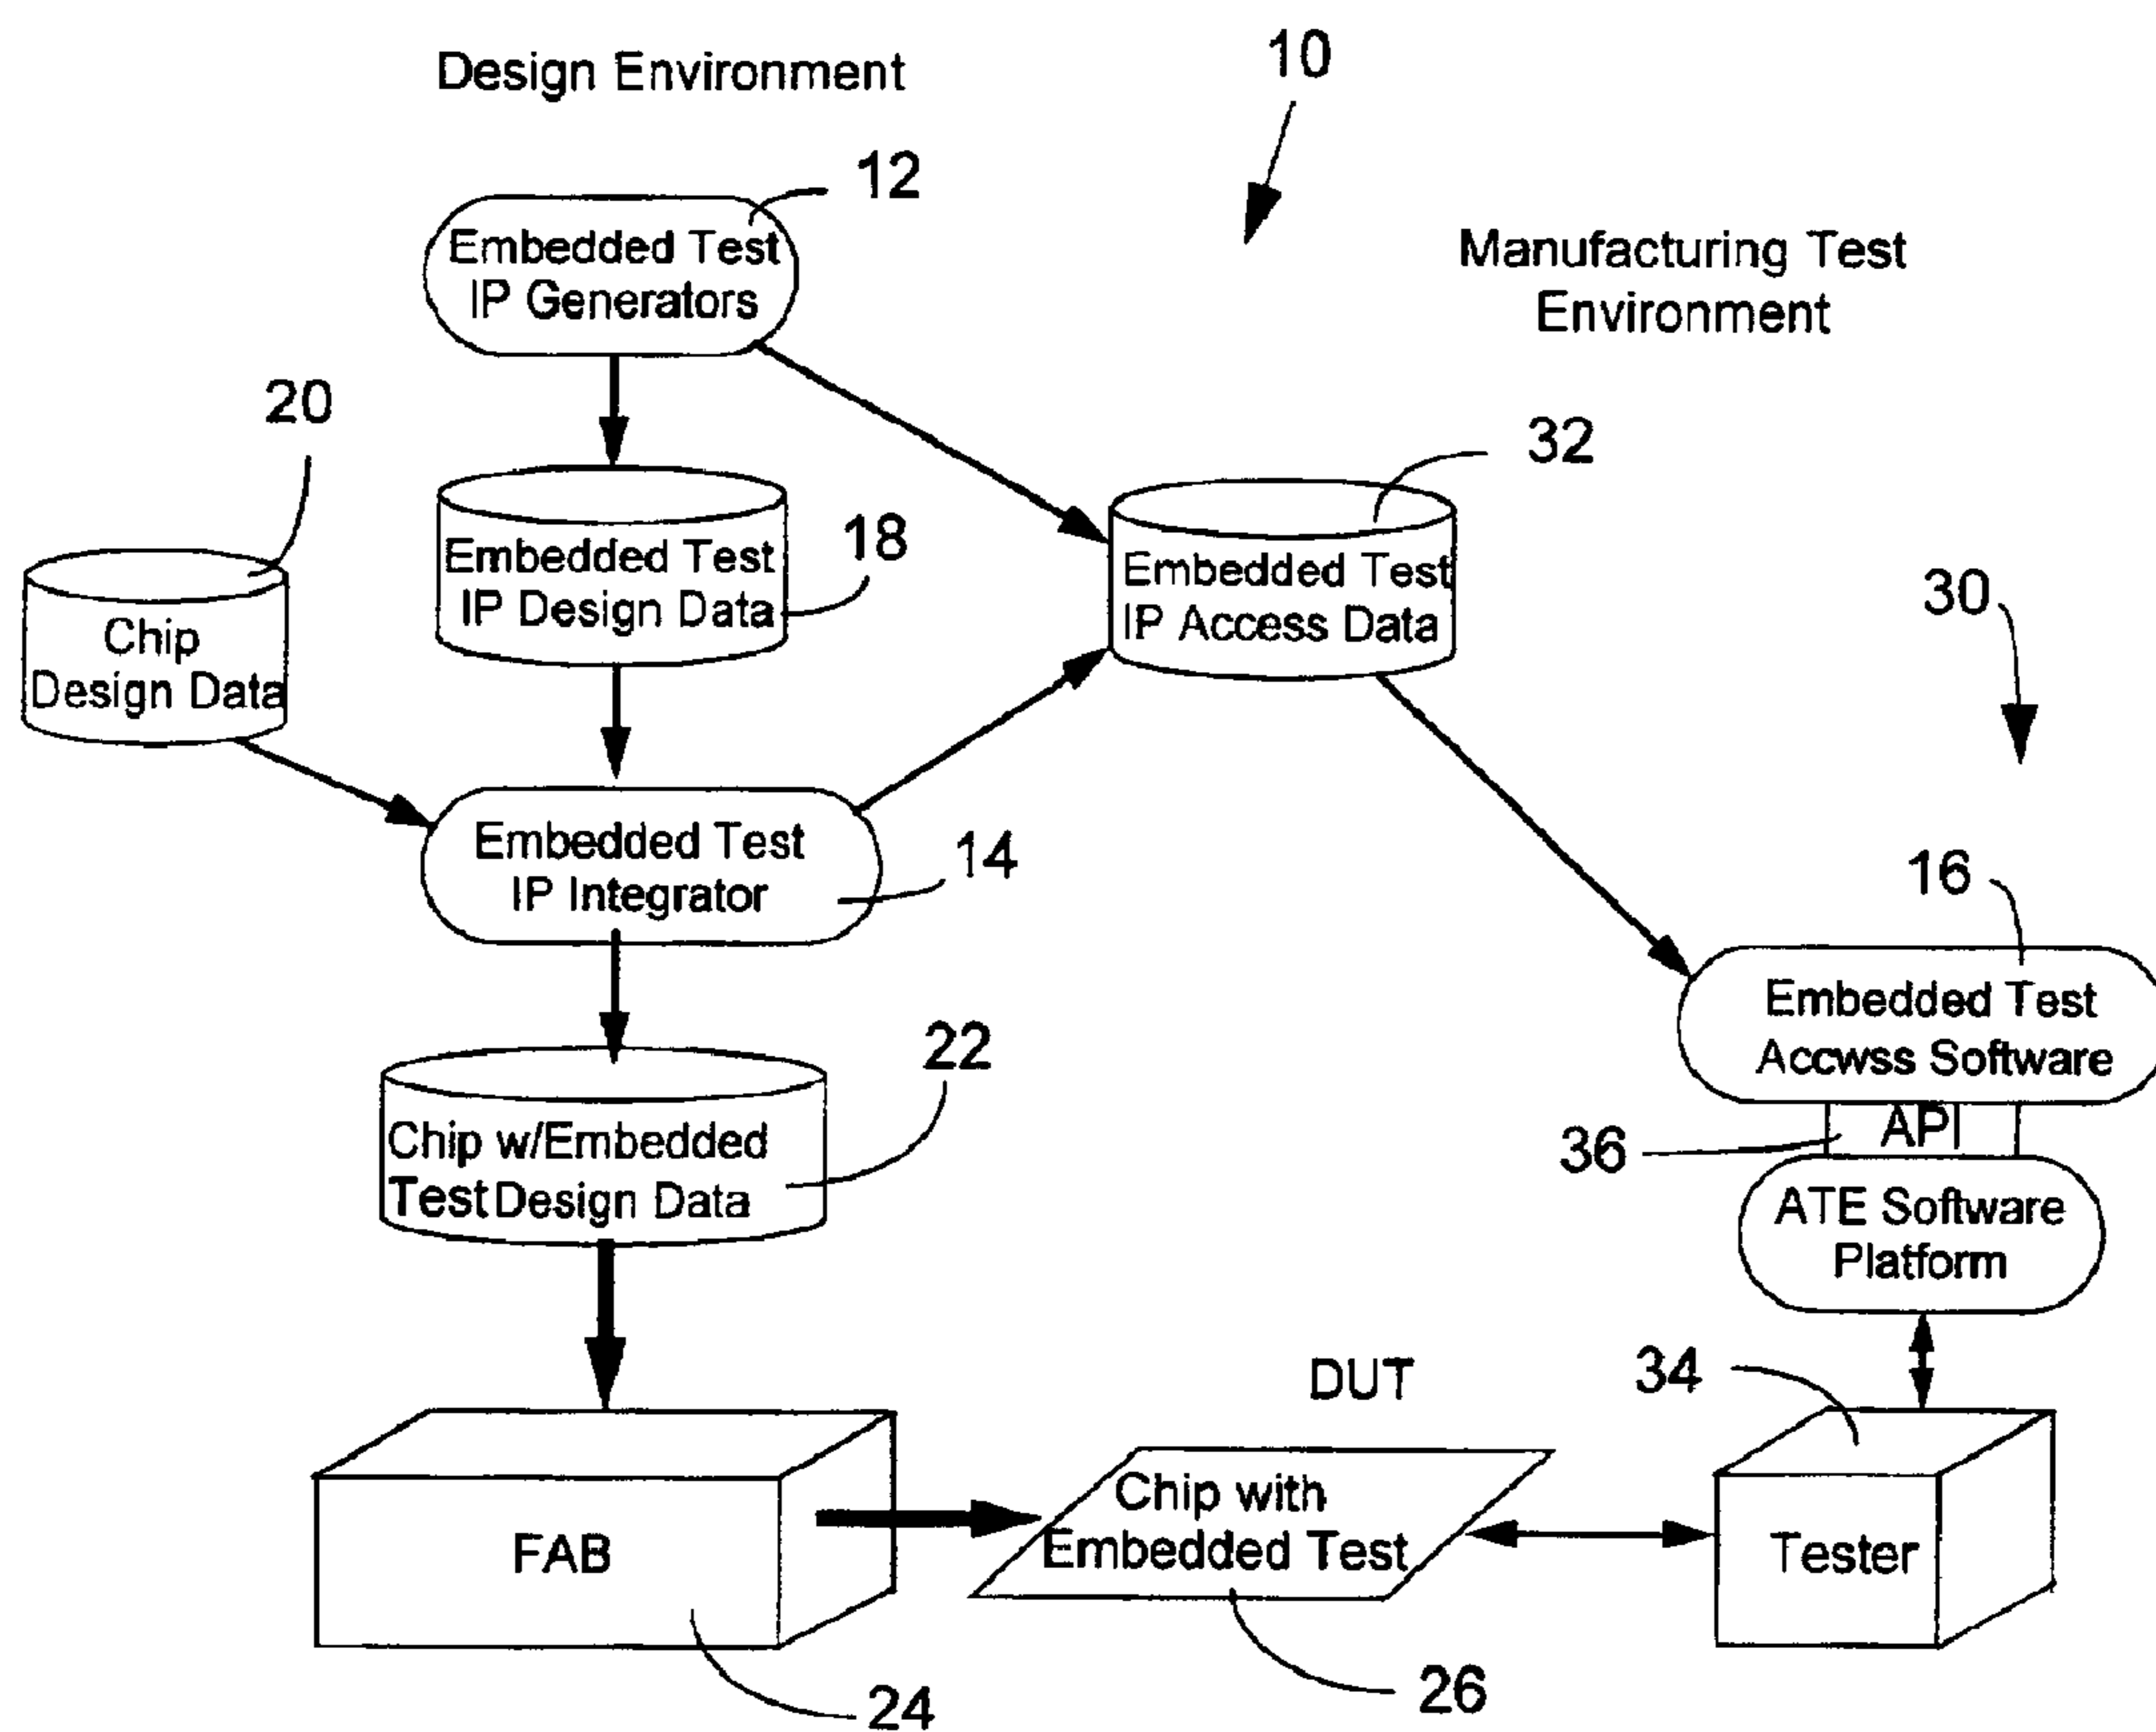 Design Environment
10
12
Embedded Test
IP Generators
Manufacturing Test
Environment
20
32
18
Embedded Test
IP Design Data
Embedded Test
IP Access Data
30
Chip
Design Data
Embedded Test
IP Integrator
14
16
Embedded Test
Accwss Software
22
Chip w/Embedded
Test Design Data
API
36
ATE Software
Platform
DUT
34
Chip with
Embedded Test
FAB
Tester
26
24